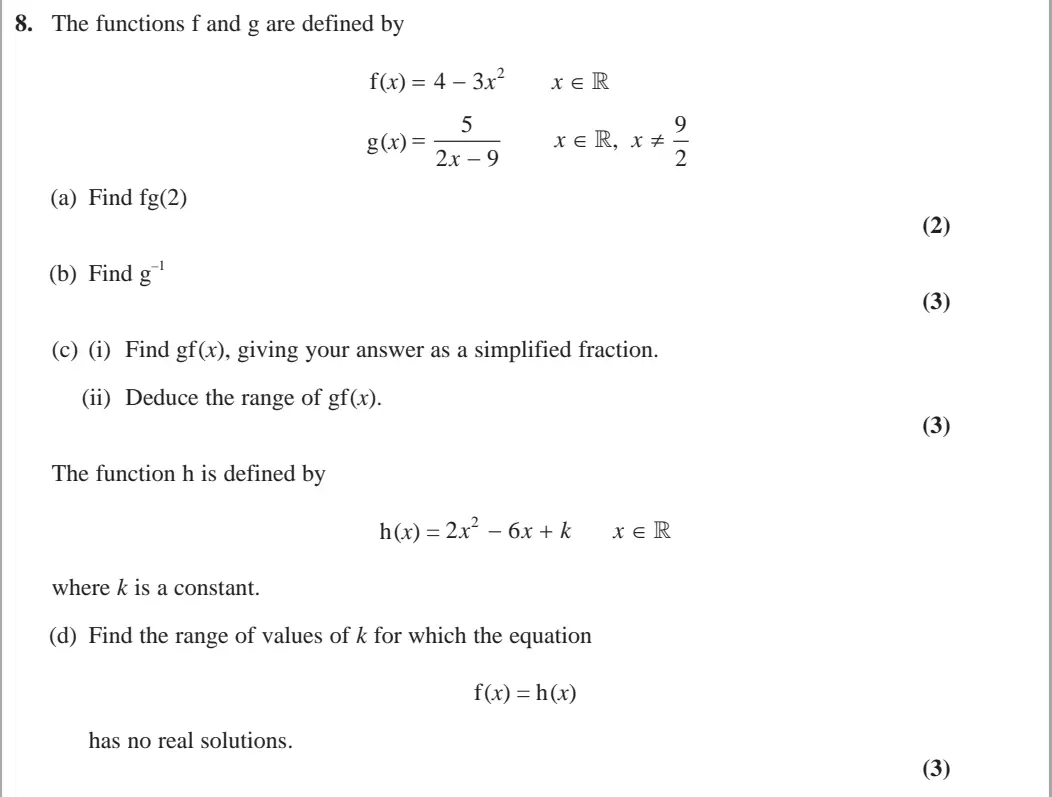 8. The functions f and g are defined by
f(x) = 4 − 3x² x ∈ ℝ
g(x) = 5/(2x − 9) x ∈ ℝ, x ≠ 9/2
(a) Find fg(2)
(2)
(b) Find g⁻¹
(3)
(c) (i) Find gf(x), giving your answer as a simplified fraction.
(ii) Deduce the range of gf(x).
(3)
The function h is defined by
h(x) = 2x² − 6x + k x ∈ ℝ
where k is a constant.
(d) Find the range of values of k for which the equation
f(x) = h(x)
has no real solutions.
(3)